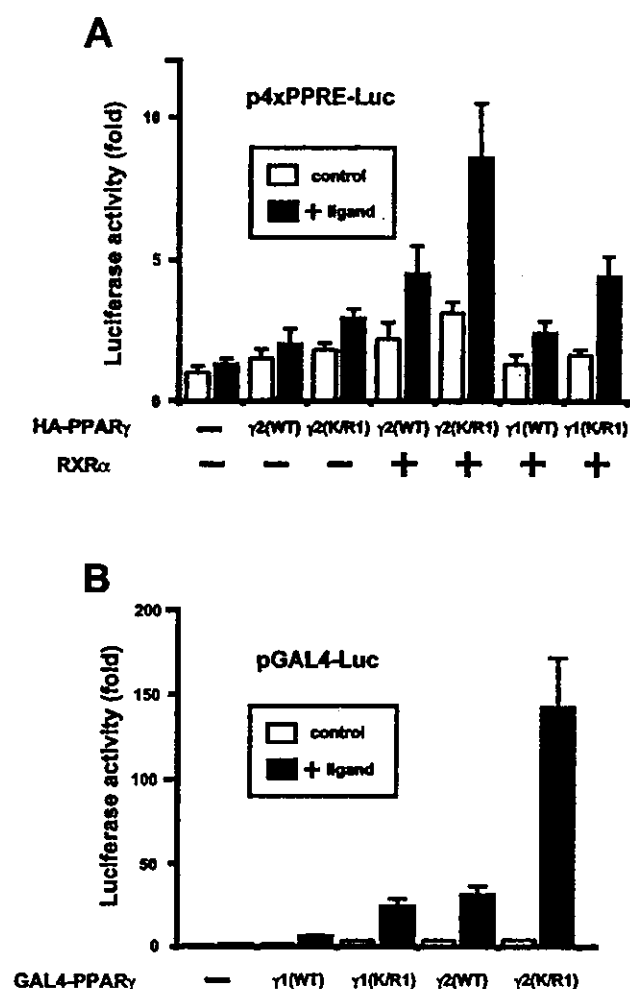 A
p4xPPRE-Luc
control
+ ligand
Luciferase activity (fold)
10
5
0
HA-PPARγ — γ2(WT) γ2(K/R1) γ2(WT) γ2(K/R1) γ1(WT) γ1(K/R1)
RXRα — — — + + + +
B
pGAL4-Luc
control
+ ligand
Luciferase activity (fold)
200
150
100
50
0
GAL4-PPARγ — γ1(WT) γ1(K/R1) γ2(WT) γ2(K/R1)